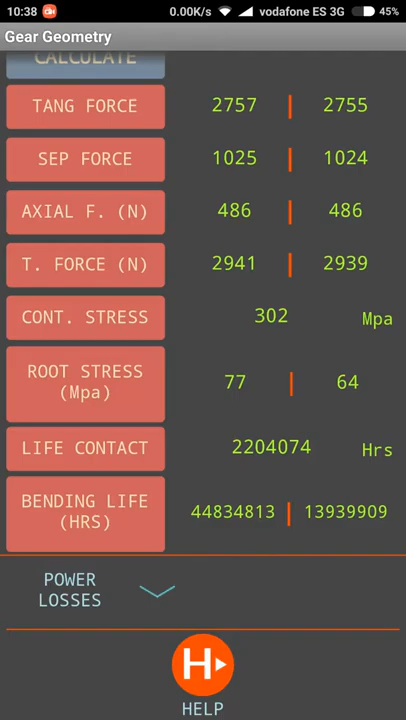 10:38 0.00K/s vodafone ES 3G 45%
Gear Geometry
CALCULATE
TANG FORCE 2757 | 2755
SEP FORCE 1025 | 1024
AXIAL F. (N) 486 | 486
T. FORCE (N) 2941 | 2939
CONT. STRESS 302 Mpa
ROOT STRESS
(Mpa) 77 | 64
LIFE CONTACT 2204074 Hrs
BENDING LIFE
(HRS) 44834813 | 13939909
POWER
LOSSES
H
HELP